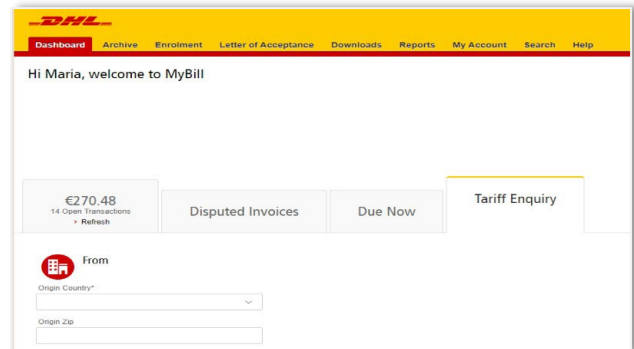 DHL
Dashboard Archive Enrolment Letter of Acceptance Downloads Reports My Account Search Help
Hi Maria, welcome to MyBill
€270.48
14 Open Transactions
Refresh
Disputed Invoices
Due Now
Tariff Enquiry
From
Origin Country*
Origin Zip